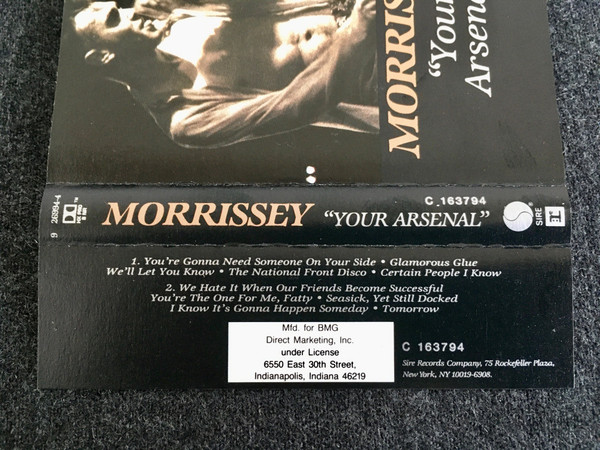 MORRIS
"Your
Arsena
9 26994-4
C 163794
MORRISSEY "YOUR ARSENAL"
SIRE
1. You're Gonna Need Someone On Your Side • Glamorous Glue
We'll Let You Know • The National Front Disco • Certain People I Know
2. We Hate It When Our Friends Become Successful
You're The One For Me, Fatty • Seasick, Yet Still Docked
I Know It's Gonna Happen Someday • Tomorrow
Mfd. for BMG
Direct Marketing, Inc.
under License
6550 East 30th Street,
Indianapolis, Indiana 46219
C 163794
Sire Records Company, 75 Rockefeller Plaza,
New York, NY 10019-6908.